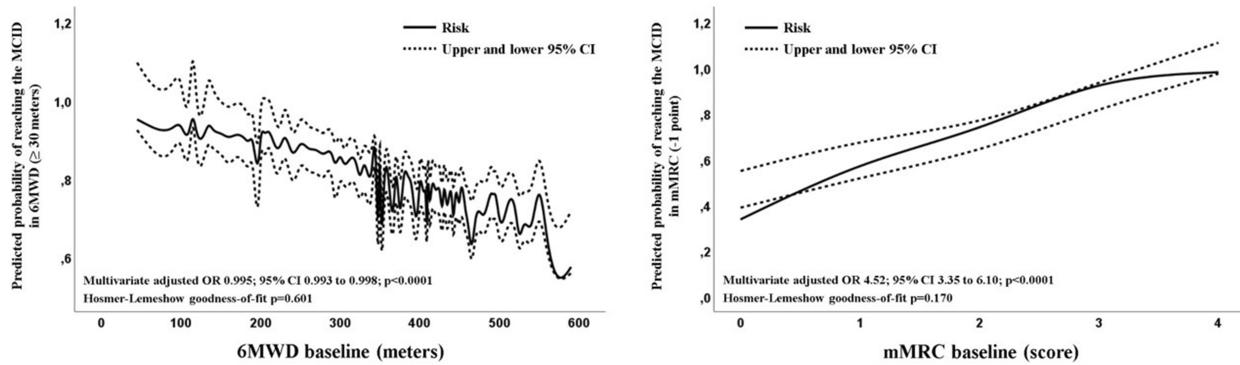 Predicted probability of reaching the MCID
in 6MWD (≥ 30 meters)
1,2
1,0
,8
,6
Risk
Upper and lower 95% CI
Multivariate adjusted OR 0.995; 95% CI 0.993 to 0.998; p<0.0001
Hosmer-Lemeshow goodness-of-fit p=0.601
0 100 200 300 400 500 600
6MWD baseline (meters)
Predicted probability of reaching the MCID
in mMRC (-1 point)
1,2
1,0
,8
,6
,4
,2
,0
Risk
Upper and lower 95% CI
Multivariate adjusted OR 4.52; 95% CI 3.35 to 6.10; p<0.0001
Hosmer-Lemeshow goodness-of-fit p=0.170
0 1 2 3 4
mMRC baseline (score)